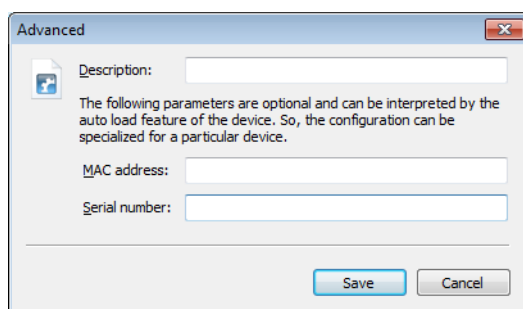 Advanced
Description:
The following parameters are optional and can be interpreted by the
auto load feature of the device. So, the configuration can be
specialized for a particular device.
MAC address:
Serial number:
Save Cancel